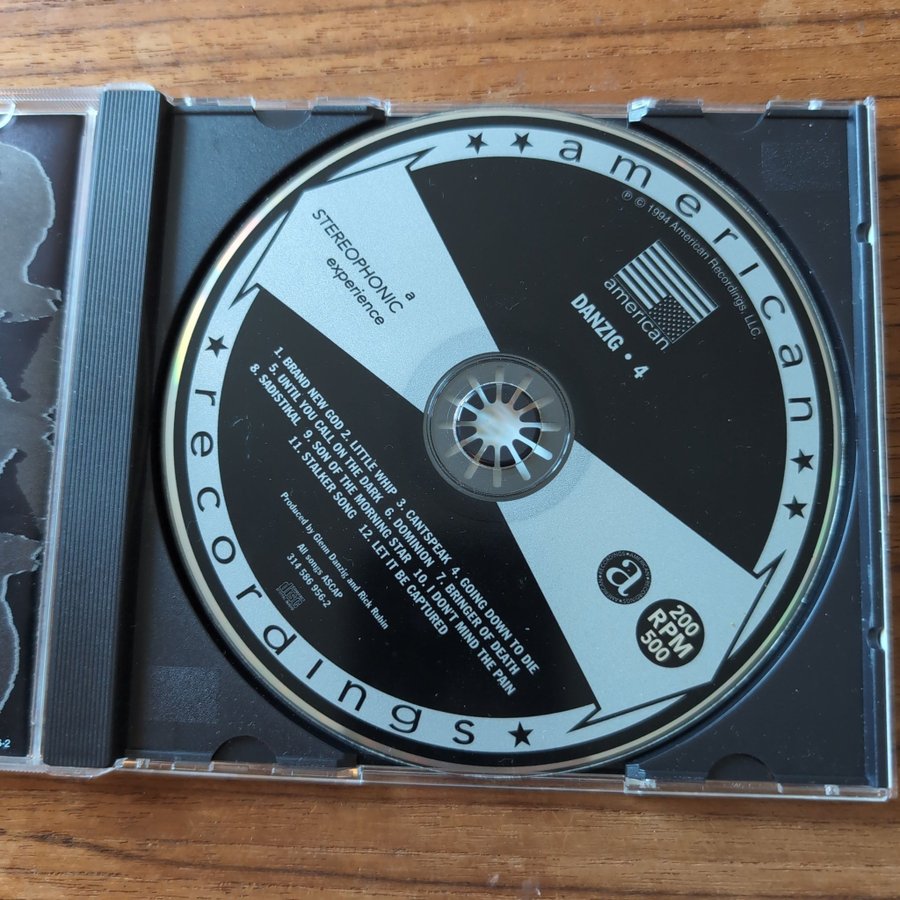 american
recordings
a
STEREOPHONIC
experience
℗ © 1994 American Recordings, LLC.
american
DANZIG • 4
1. BRAND NEW GOD 2. LITTLE WHIP 3. CANTSPEAK 4. GOING DOWN TO DIE
5. UNTIL YOU CALL ON THE DARK 6. DOMINION 7. GRINGER OF DEATH
8. SADISTIKAL 9. SON OF THE MORNING STAR 10. I DON'T MIND THE PAIN
11. STALKER SONG 12. LET IT BE CAPTURED
Produced by Glenn Danzig and Rick Rubin
All songs ASCAP
314 586 956-2
a
200
RPM
500